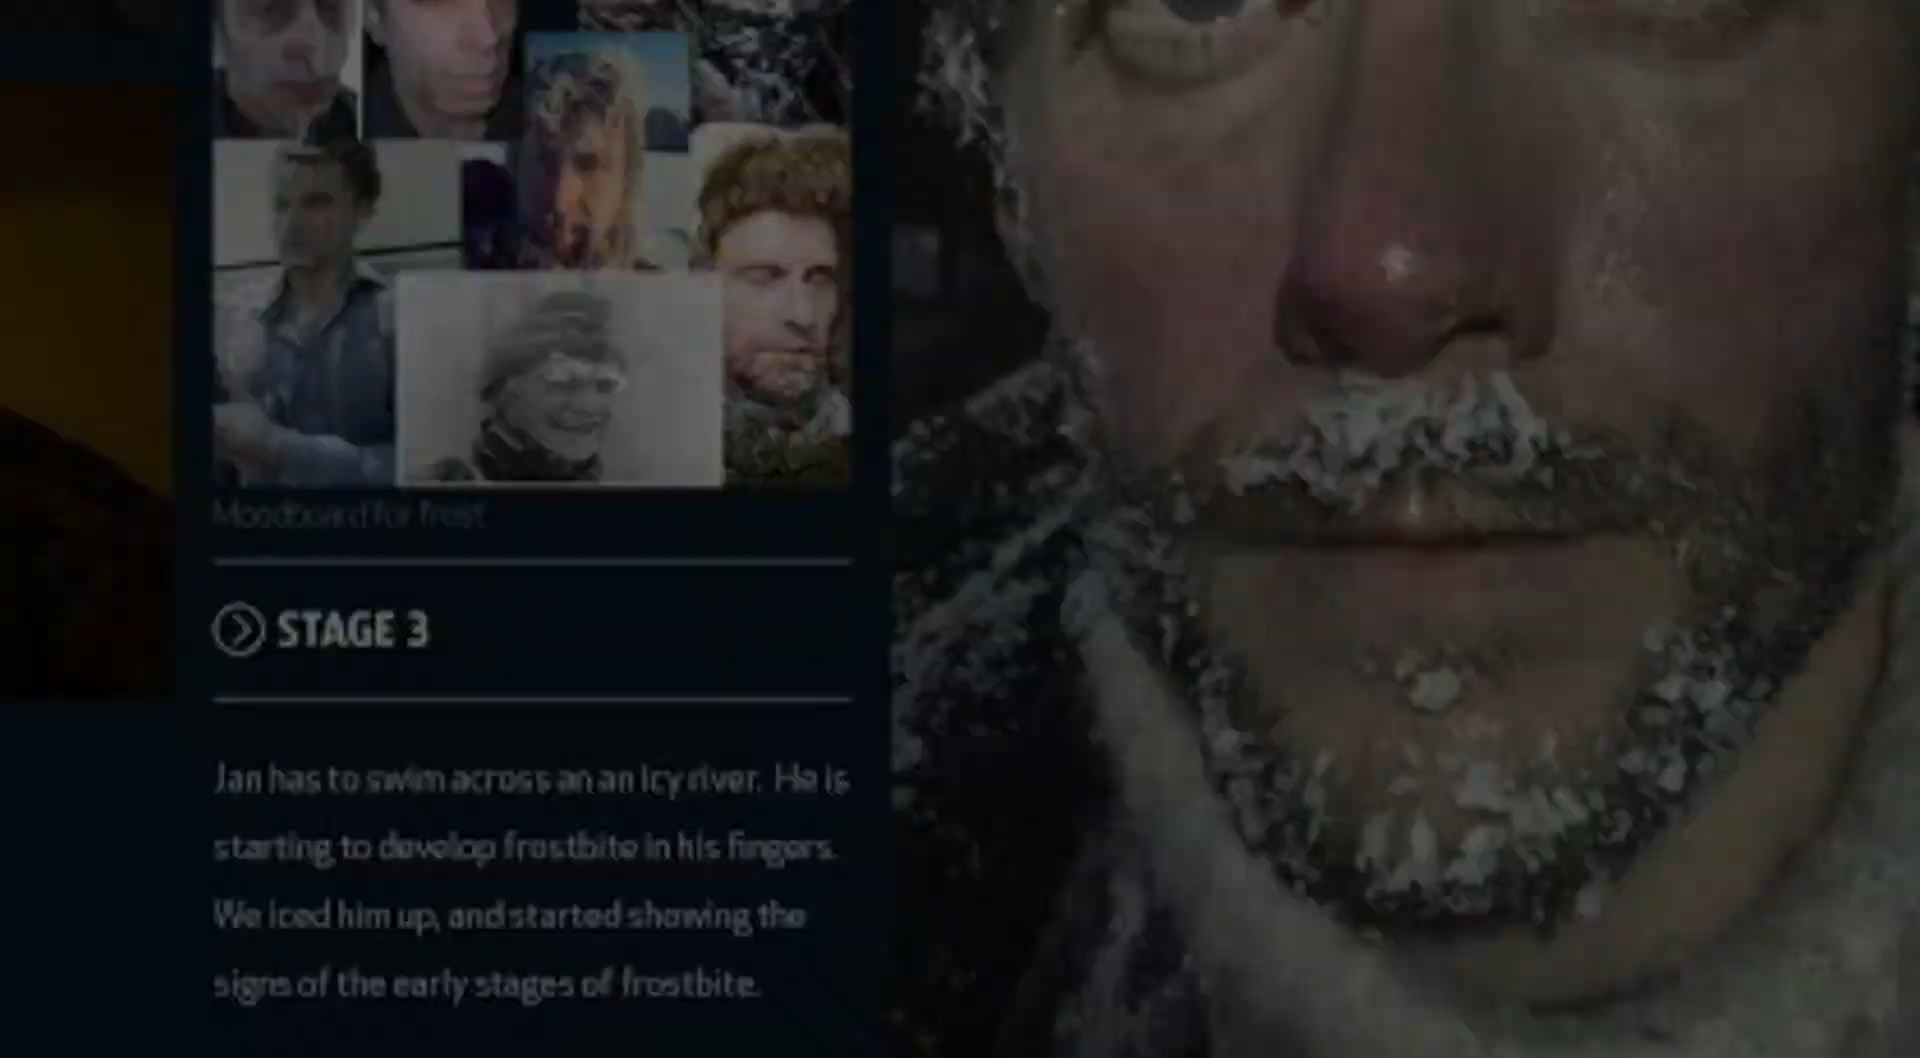 Moodboard for frost
STAGE 3
Jan has to swim across an an icy river. He is
starting to develop frostbite in his fingers.
We iced him up, and started showing the
signs of the early stages of frostbite.